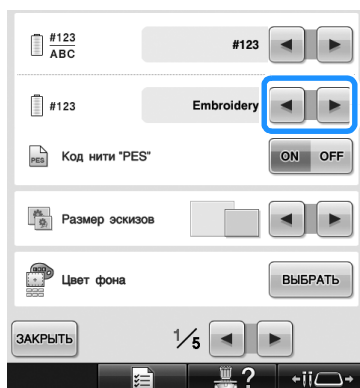 #123
ABC
#123
#123
Embroidery
PES
Код нити "PES"
ON OFF
Размер эскизов
Цвет фона
ВЫБРАТЬ
ЗАКРЫТЬ
1/5
?